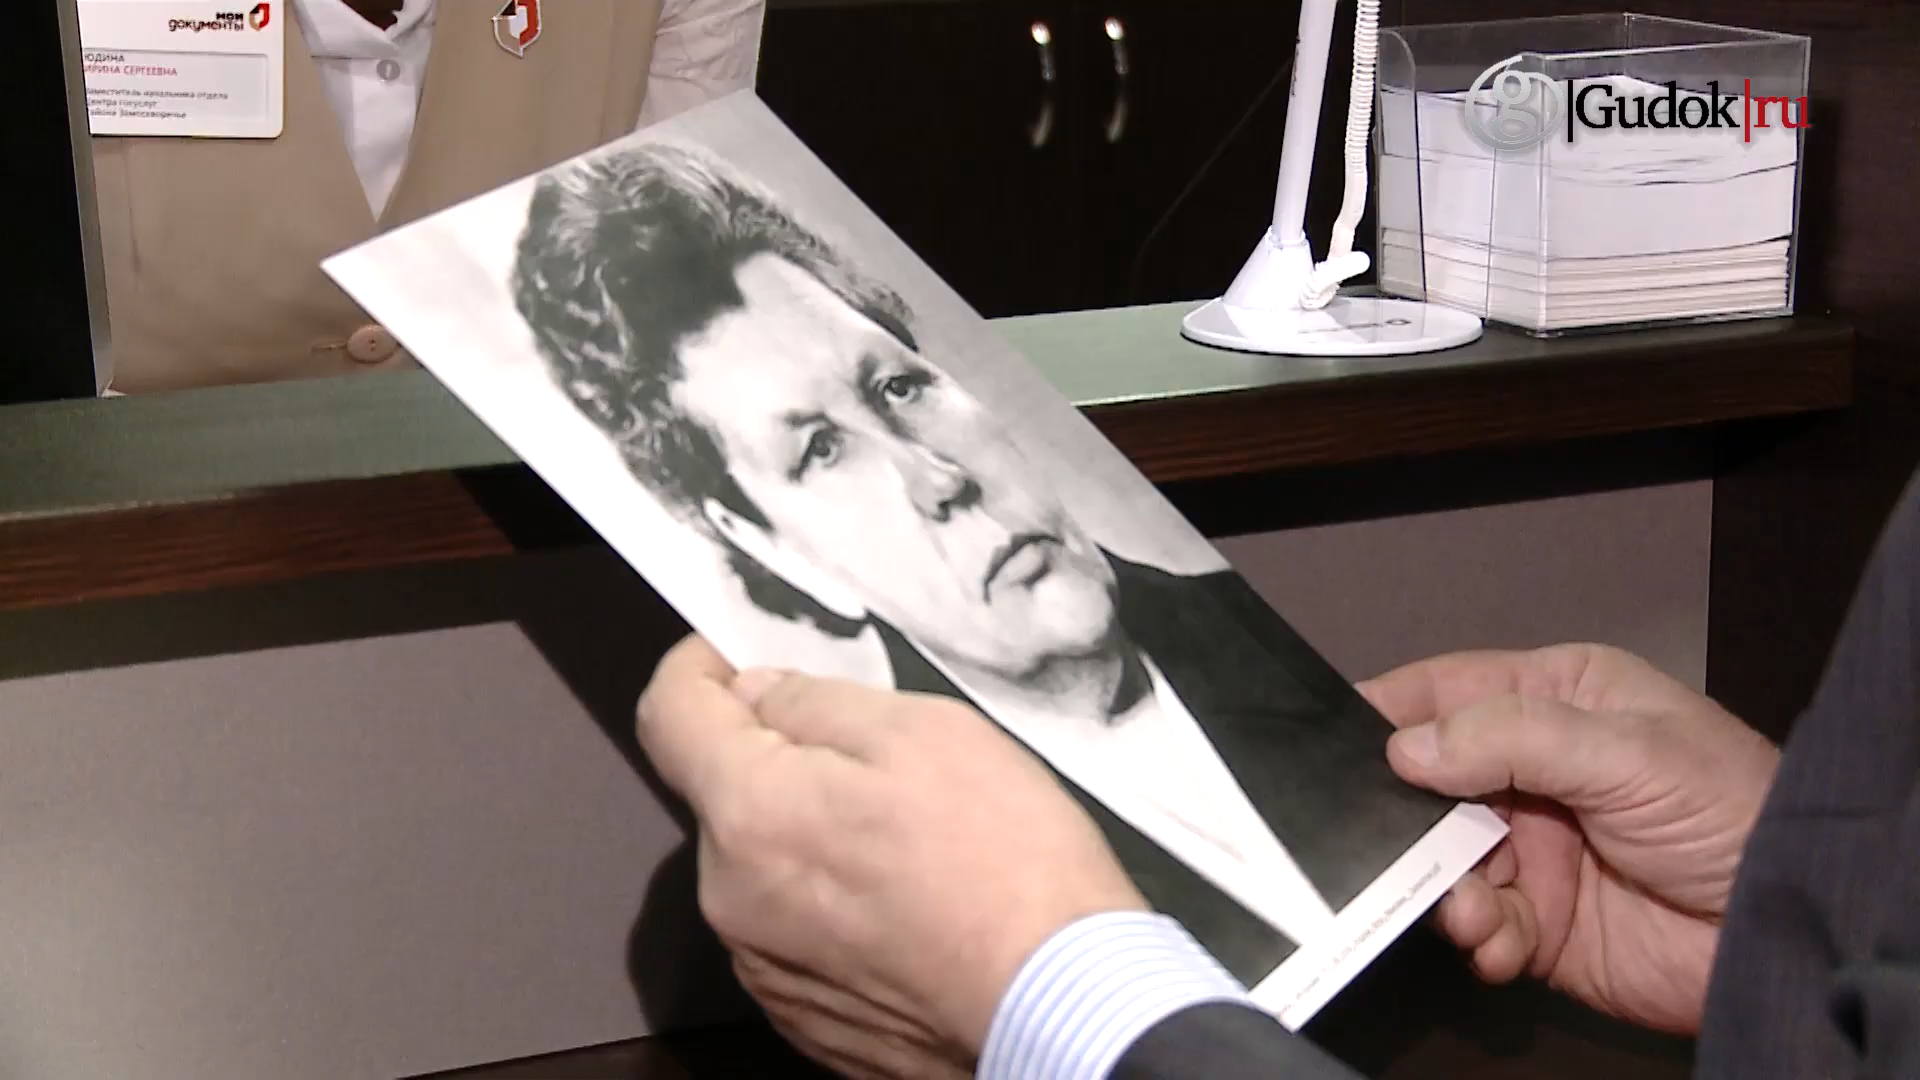 мои
документы
ЮДИНА
ИРИНА СЕРГЕЕВНА
заместитель начальника отдела
центра госуслуг
района Замоскворечье
|Gudok|ru